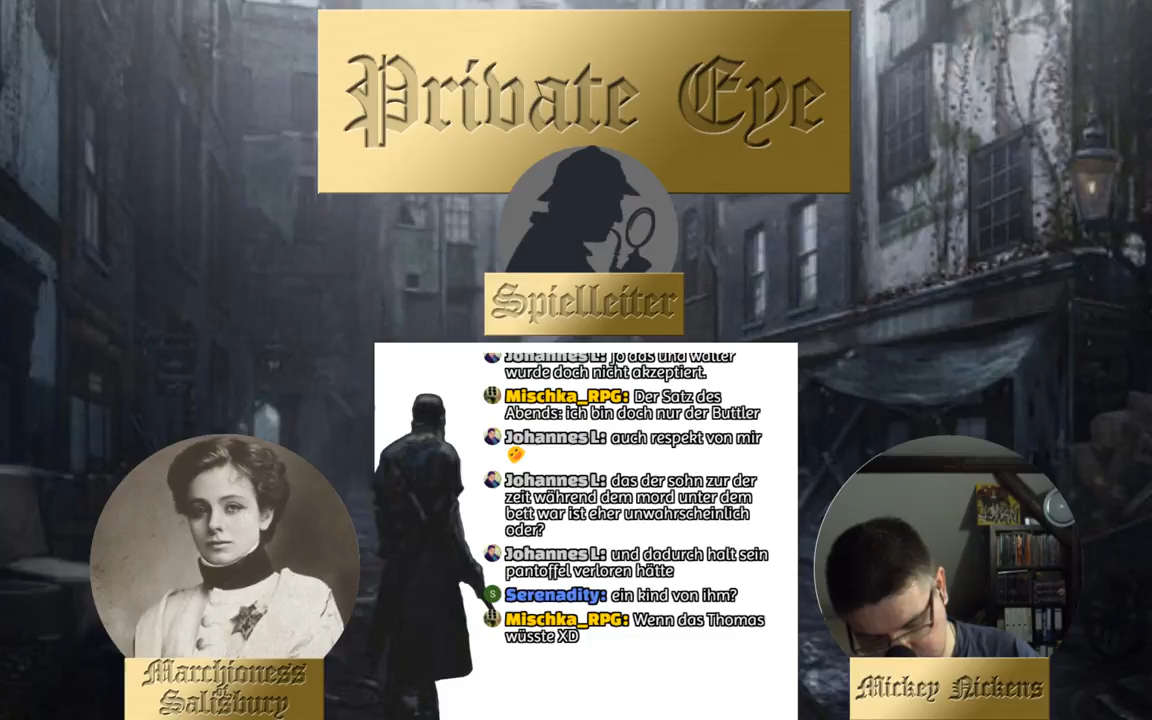 Private Eye
Spielleiter
Johannes L: jo das und walter
wurde doch nicht akzeptiert.
Mischka_RPG: Der Satz des
Abends: ich bin doch nur der Buttler
Johannes L: auch respekt von mir
Johannes L: das der sohn zur der
zeit während dem mord unter dem
bett war ist eher unwahrscheinlich
oder?
Johannes L: und dadurch halt sein
pantoffel verloren hätte
S Serenadity: ein kind von ihm?
Mischka_RPG: Wenn das Thomas
wüsste XD
Marchioness
of
Salisbury
Mickey Nickens